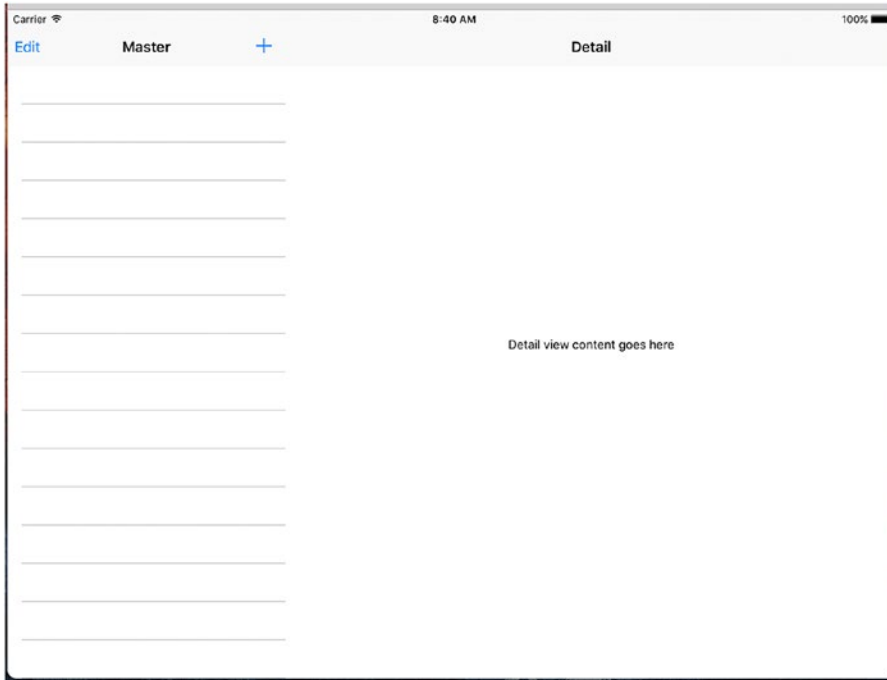 Carrier 8:40 AM 100%
Edit Master + Detail
Detail view content goes here